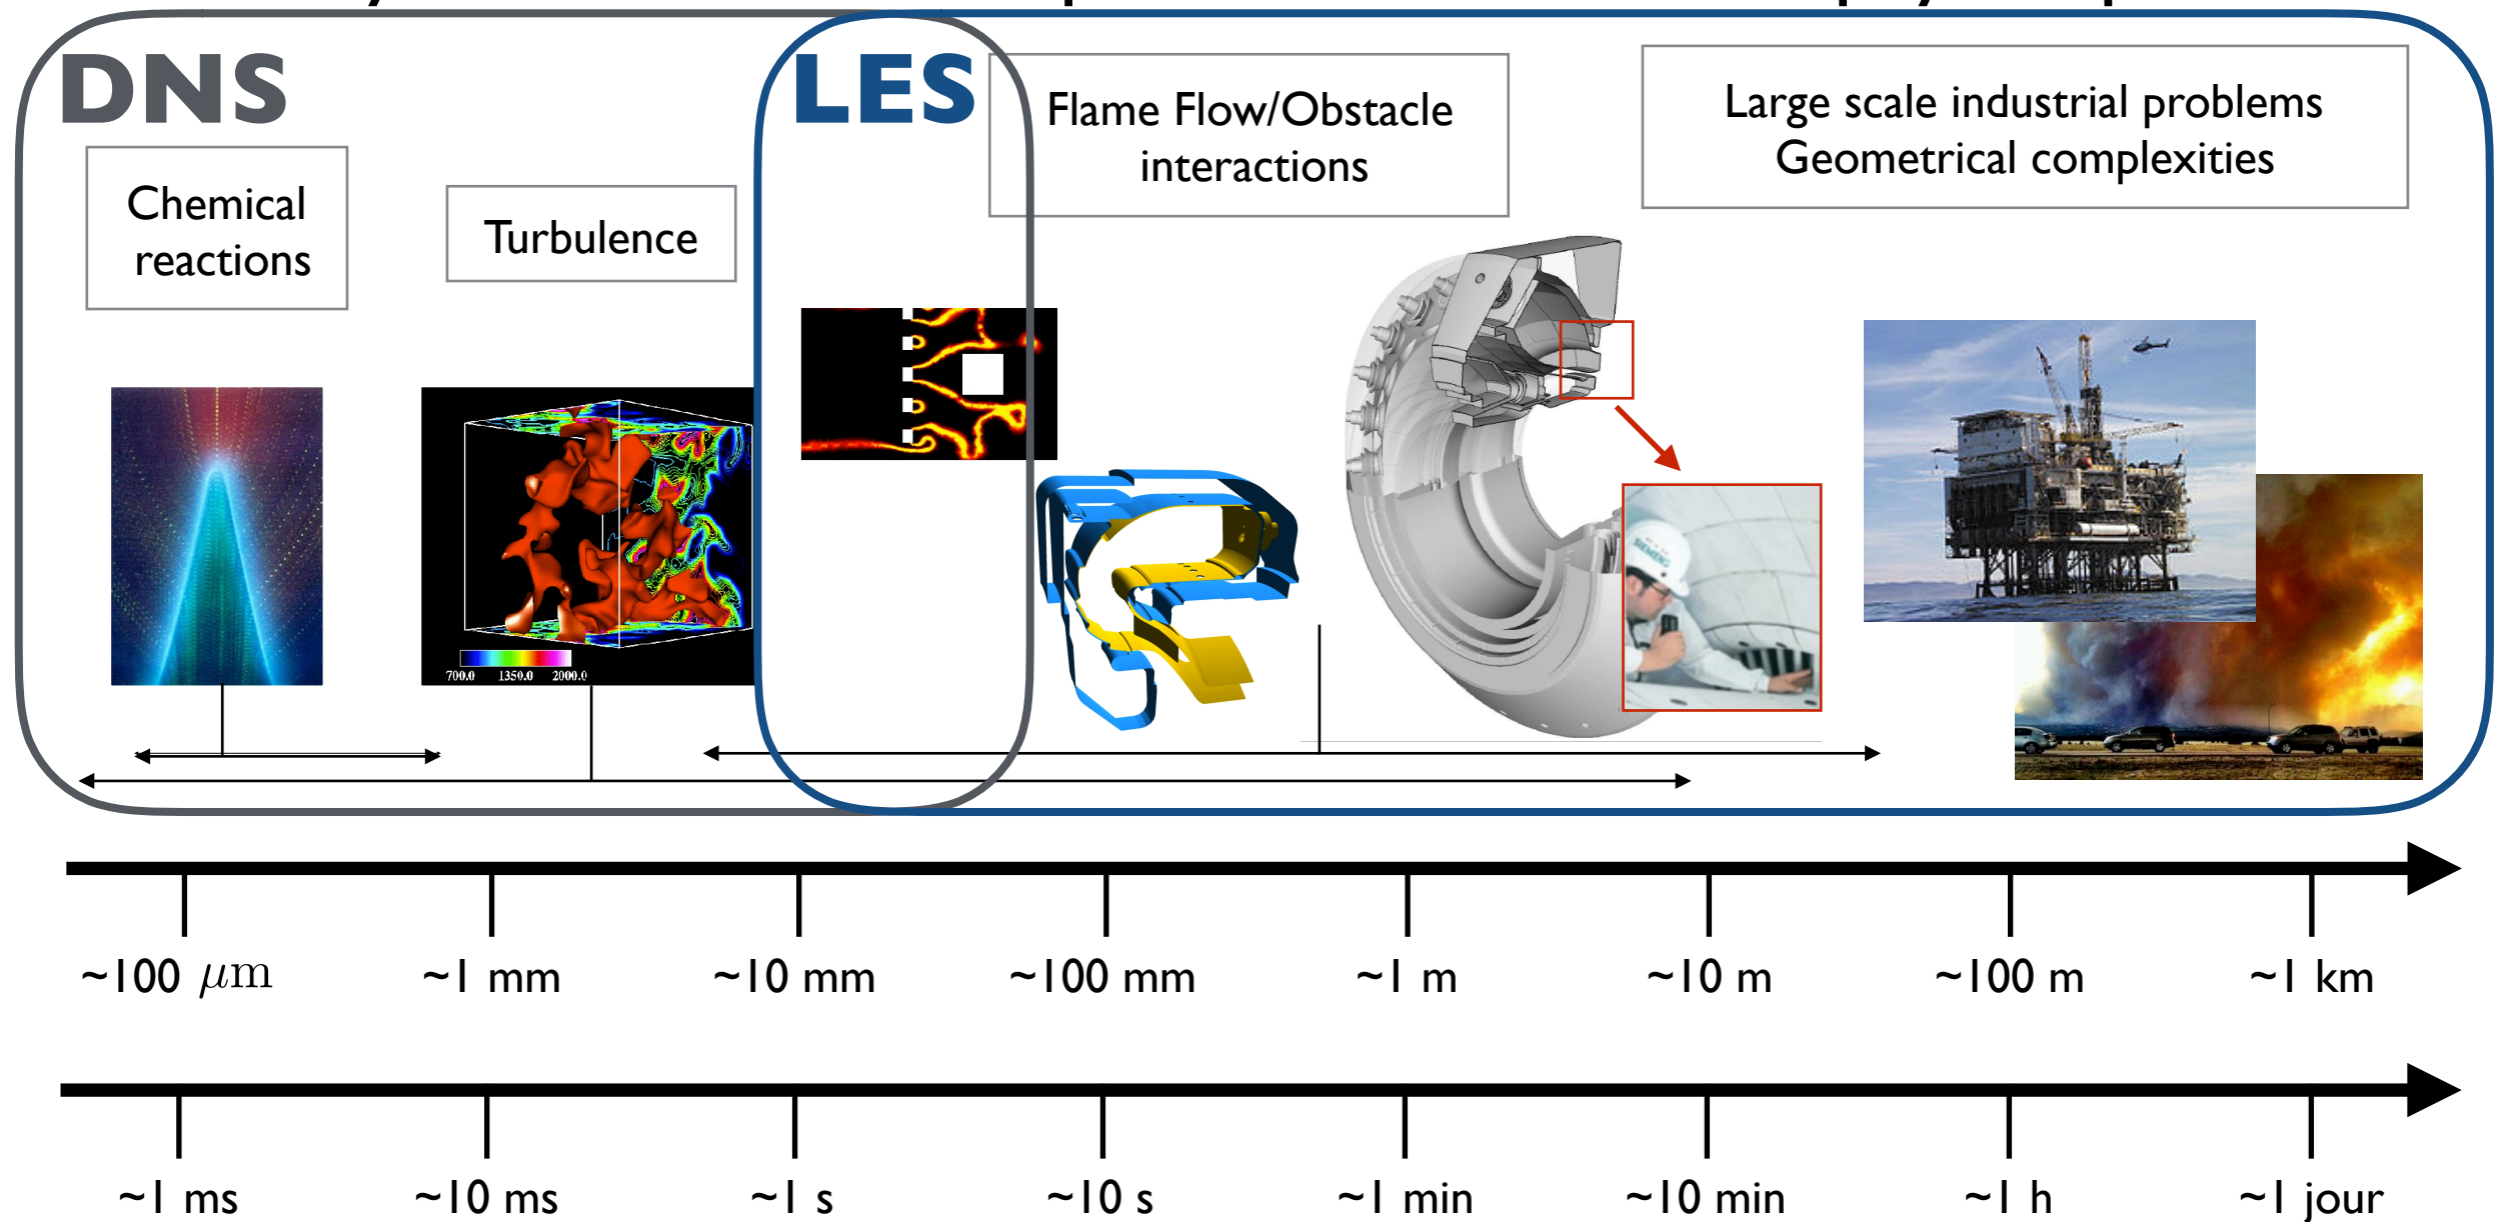 DNS
LES
Flame Flow/Obstacle
interactions
Large scale industrial problems
Geometrical complexities
Chemical
reactions
Turbulence
700.0 1350.0 2000.0
SIEMENS
~100 μm
~1 mm
~10 mm
~100 mm
~1 m
~10 m
~100 m
~1 km
~1 ms
~10 ms
~1 s
~10 s
~1 min
~10 min
~1 h
~1 jour